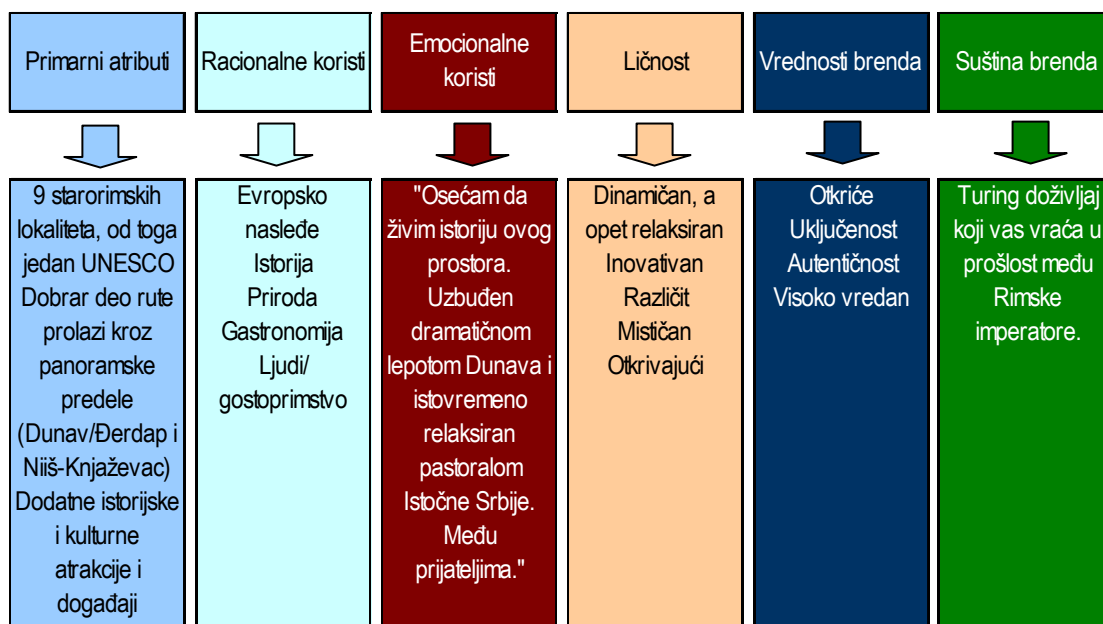 Primarni atributi
Racionalne koristi
Emocionalne
koristi
Ličnost
Vrednosti brenda
Suština brenda
9 starorimskih
lokaliteta, od toga
jedan UNESCO
Dobrar deo rute
prolazi kroz
panoramske
predele
(Dunav/Đerdap i
Niiš-Knjaževac)
Dodatne istorijske
i kulturne
atrakcije i
događaji
Evropsko
nasleđe
Istorija
Priroda
Gastronomija
Ljudi/
gostoprimstvo
"Osećam da
živim istoriju ovog
prostora.
Uzbuđen
dramatičnom
lepotom Dunava i
istovremeno
relaksiran
pastoralom
Istočne Srbije.
Među
prijateljima."
Dinamičan, a
opet relaksiran
Inovativan
Različit
Mističan
Otkrivajući
Otkriće
Uključenost
Autentičnost
Visoko vredan
Turing doživljaj
koji vas vraća u
prošlost među
Rimske
imperatore.